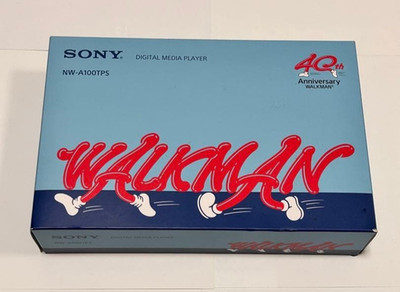 SONY
DIGITAL MEDIA PLAYER
NW-A100TPS
40th
Anniversary
WALKMAN®
WALKMAN
SONY
WALKMAN